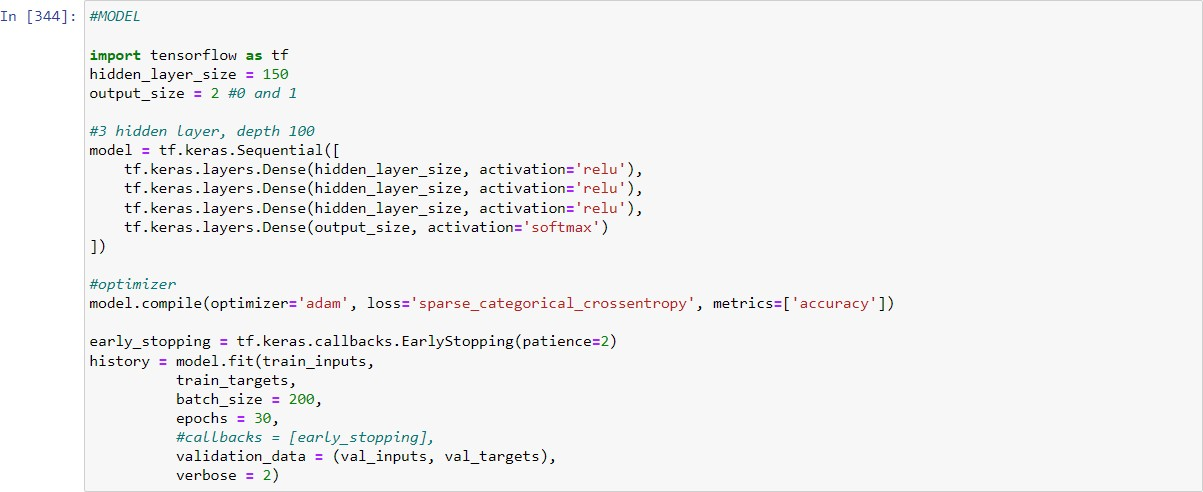 In [344]: #MODEL
import tensorflow as tf
hidden_layer_size = 150
output_size = 2 #0 and 1
#3 hidden layer, depth 100
model = tf.keras.Sequential([
    tf.keras.layers.Dense(hidden_layer_size, activation='relu'),
    tf.keras.layers.Dense(hidden_layer_size, activation='relu'),
    tf.keras.layers.Dense(hidden_layer_size, activation='relu'),
    tf.keras.layers.Dense(output_size, activation='softmax')
])
#optimizer
model.compile(optimizer='adam', loss='sparse_categorical_crossentropy', metrics=['accuracy'])
early_stopping = tf.keras.callbacks.EarlyStopping(patience=2)
history = model.fit(train_inputs,
          train_targets,
          batch_size = 200,
          epochs = 30,
          #callbacks = [early_stopping],
          validation_data = (val_inputs, val_targets),
          verbose = 2)